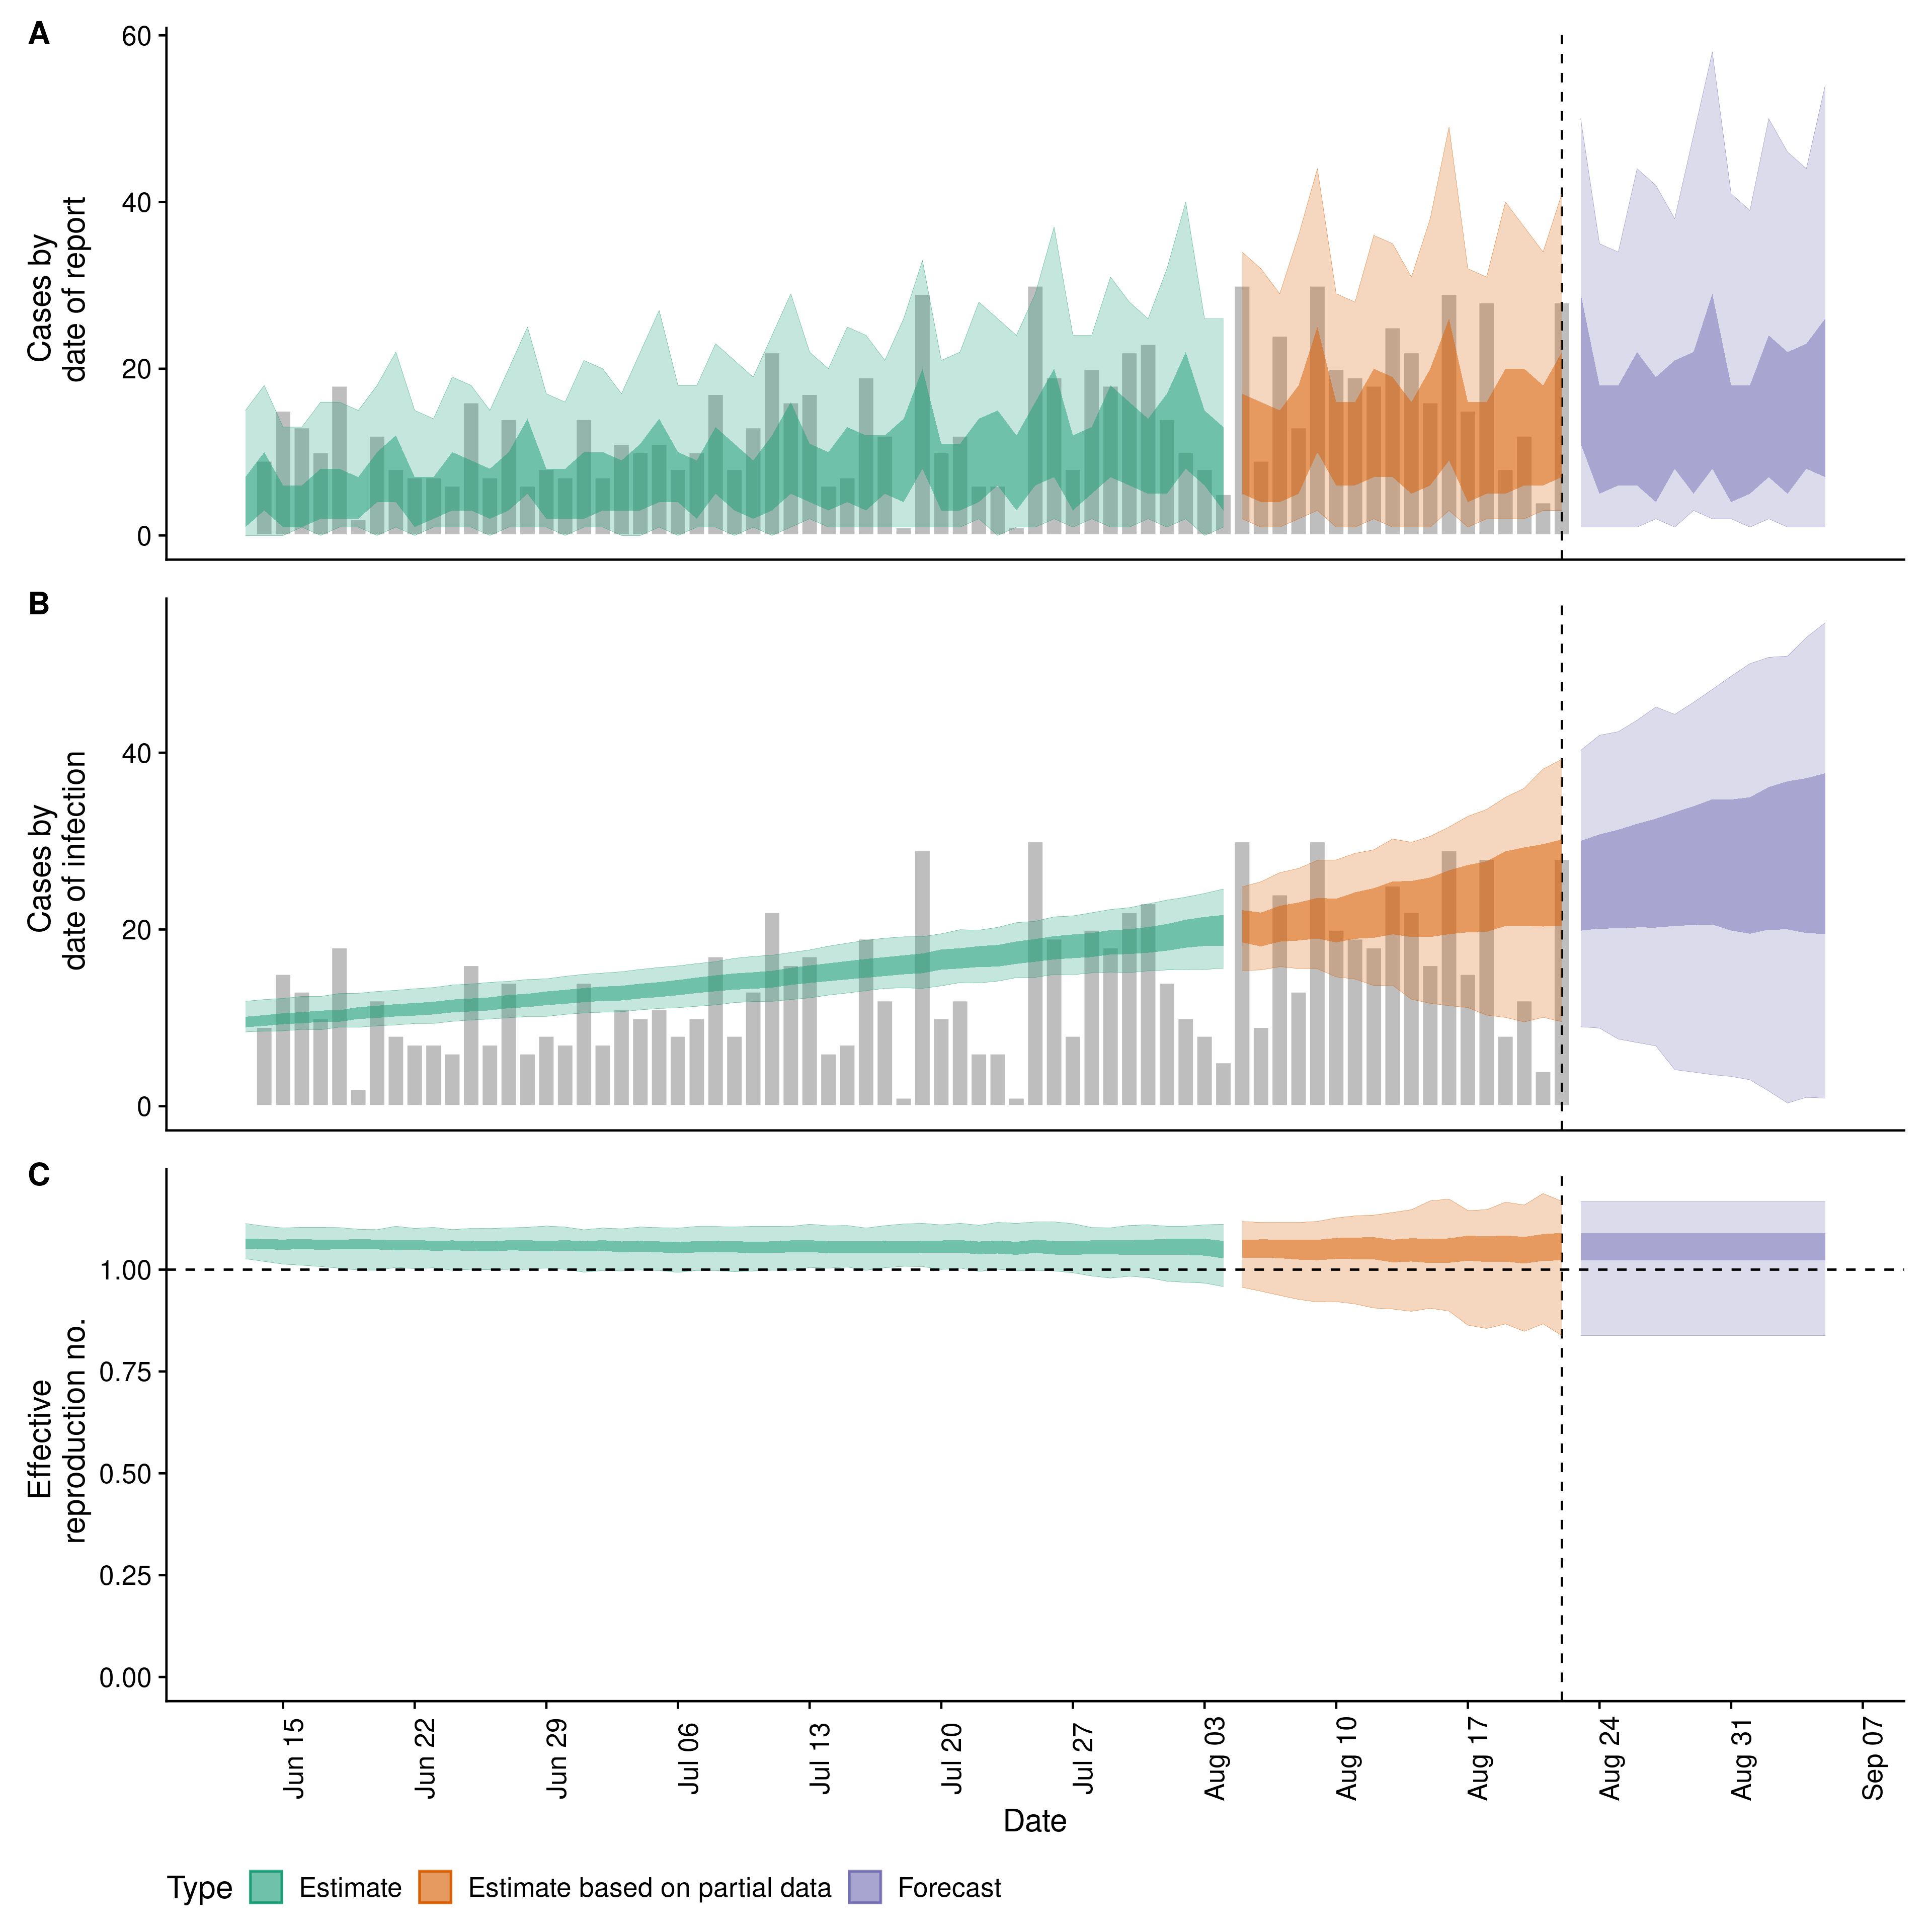 A
60
40
20
0
Cases by
date of report
B
40
20
0
Cases by
date of infection
C
1.00
0.75
0.50
0.25
0.00
Effective
reproduction no.
Jun 15
Jun 22
Jun 29
Jul 06
Jul 13
Jul 20
Jul 27
Aug 03
Aug 10
Aug 17
Aug 24
Aug 31
Sep 07
Date
Type Estimate Estimate based on partial data Forecast